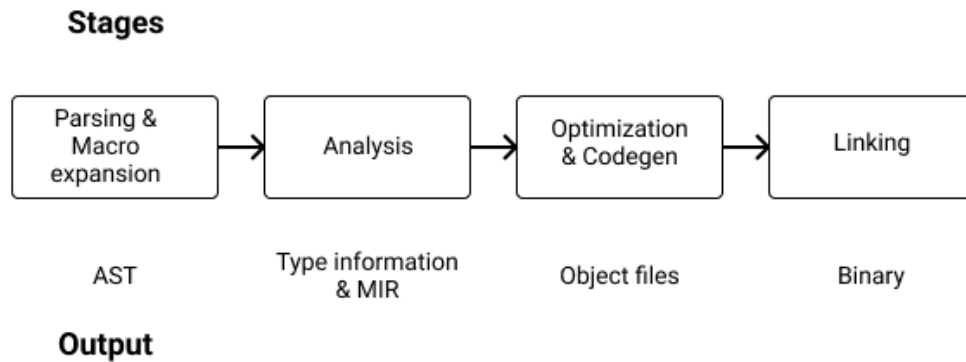 Stages
Parsing &
Macro
expansion
Analysis
Optimization
& Codegen
Linking
AST
Type information
& MIR
Object files
Binary
Output